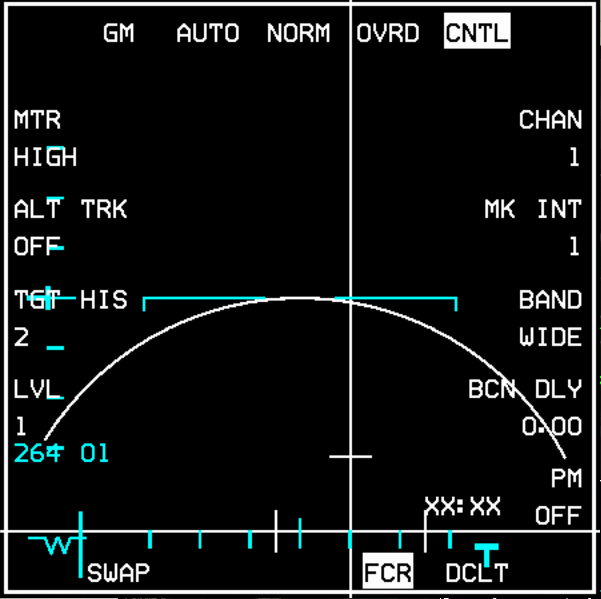 GM AUTO NORM OVRD CNTL
MTR CHAN
HIGH 1
ALT TRK MK INT
OFF 1
TGT HIS BAND
2 WIDE
LVL BCN DLY
1 0.00
264 01
PM
XX:XX
OFF
SWAP FCR DCLT